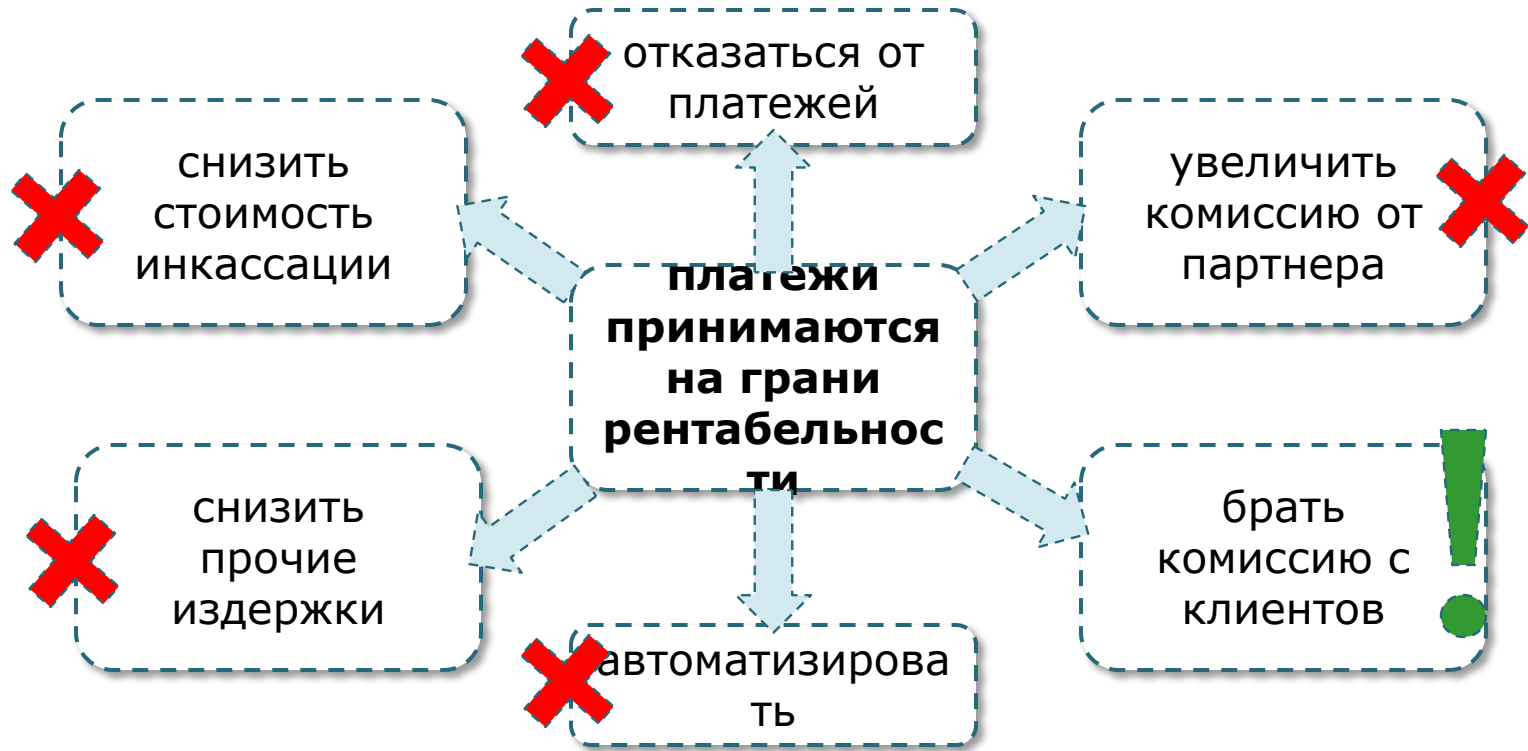 отказаться от
платежей
снизить
стоимость
инкассации
увеличить
комиссию от
партнера
платежи
принимаются
на грани
рентабельнос
ти
снизить
прочие
издержки
брать
комиссию с
клиентов
автоматизирова
ть